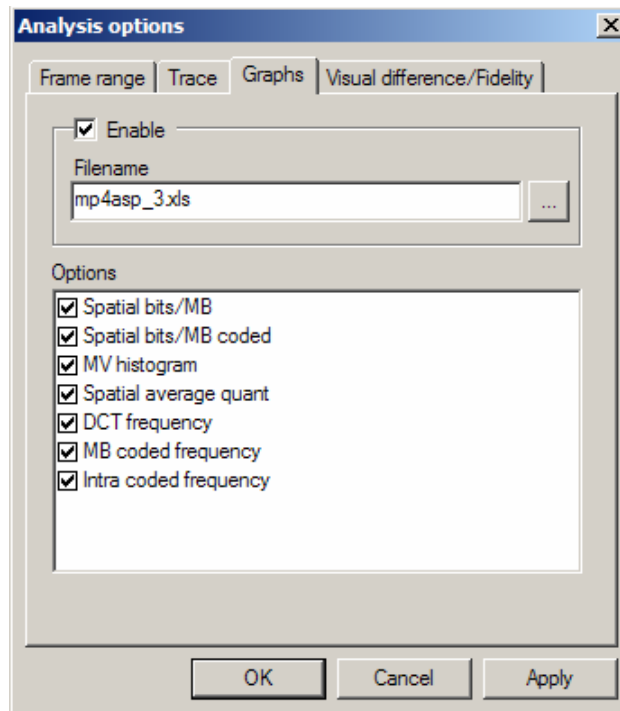 Analysis options
Frame range Trace Graphs Visual difference/Fidelity
Enable
Filename
mp4asp_3.xls ...
Options
Spatial bits/MB
Spatial bits/MB coded
MV histogram
Spatial average quant
DCT frequency
MB coded frequency
Intra coded frequency
OK Cancel Apply